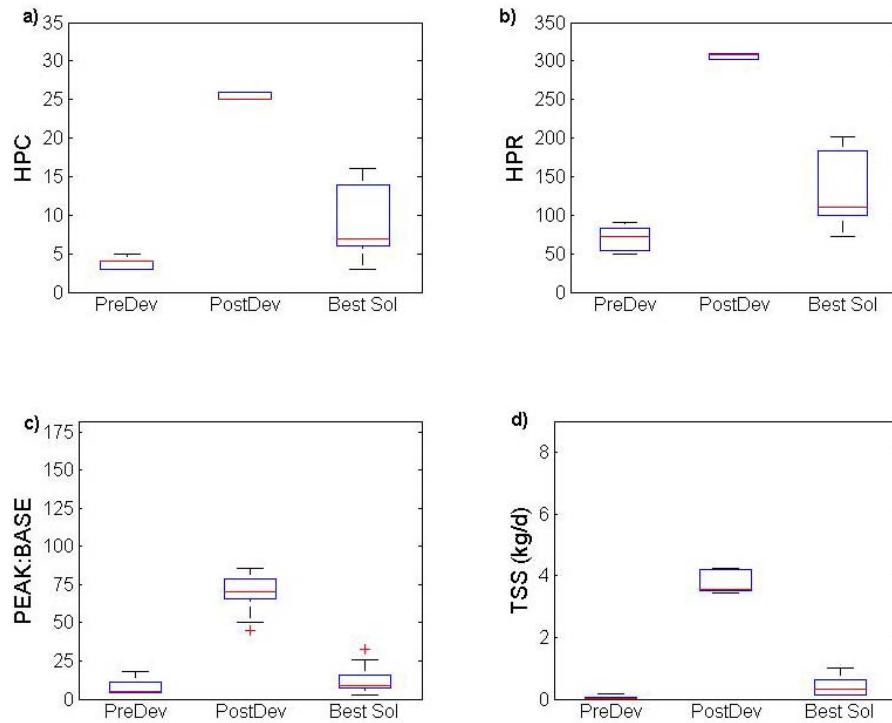 a)
HPC
35
30
25
20
15
10
5
0
PreDev PostDev Best Sol
b)
HPR
350
300
250
200
150
100
50
0
PreDev PostDev Best Sol
c)
PEAK:BASE
175
150
125
100
75
50
25
0
PreDev PostDev Best Sol
d)
TSS (kg/d)
8
6
4
2
0
PreDev PostDev Best Sol